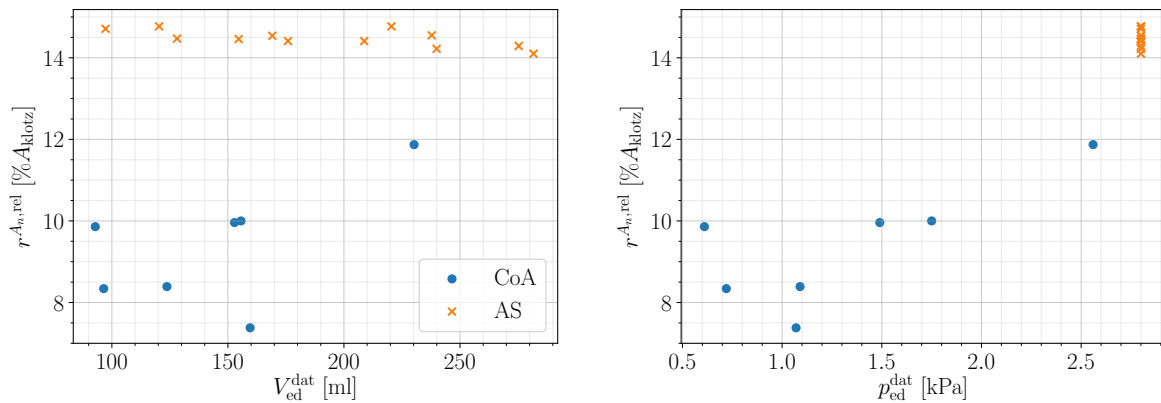 r^{A_n,rel} [%A_klotz]
14
12
10
8
100
150
200
250
V_ed^dat [ml]
CoA
AS
r^{A_n,rel} [%A_klotz]
14
12
10
8
0.5
1.0
1.5
2.0
2.5
p_ed^dat [kPa]